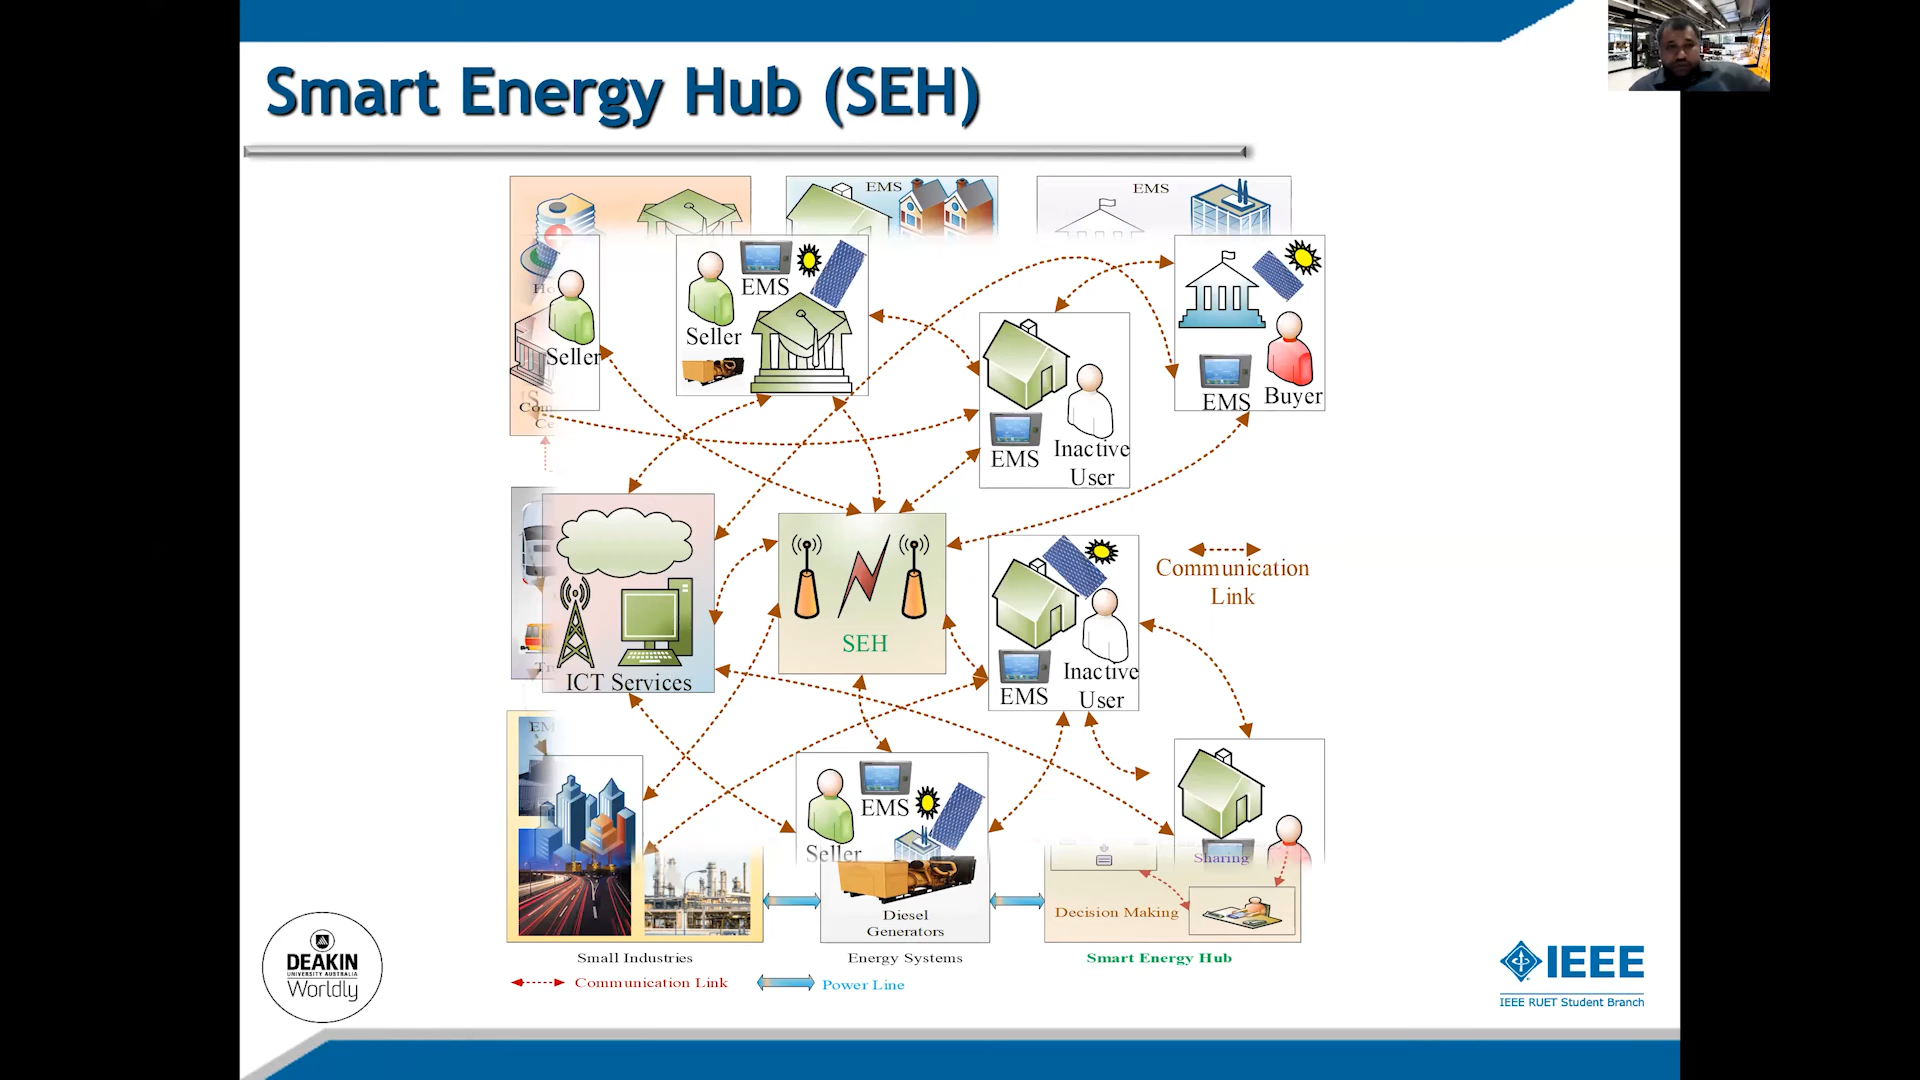 Smart Energy Hub (SEH)
EMS
EMS
EMS
Seller
Seller
EMS
Buyer
EMS
Inactive
User
Communication
Link
SEH
ICT Services
EMS
Inactive
User
EMS
Seller
Sharing
Decision Making
Diesel
Generators
Small Industries
Energy Systems
Smart Energy Hub
Communication Link
Power Line
DEAKIN
UNIVERSITY AUSTRALIA
Worldly
IEEE
IEEE RUET Student Branch